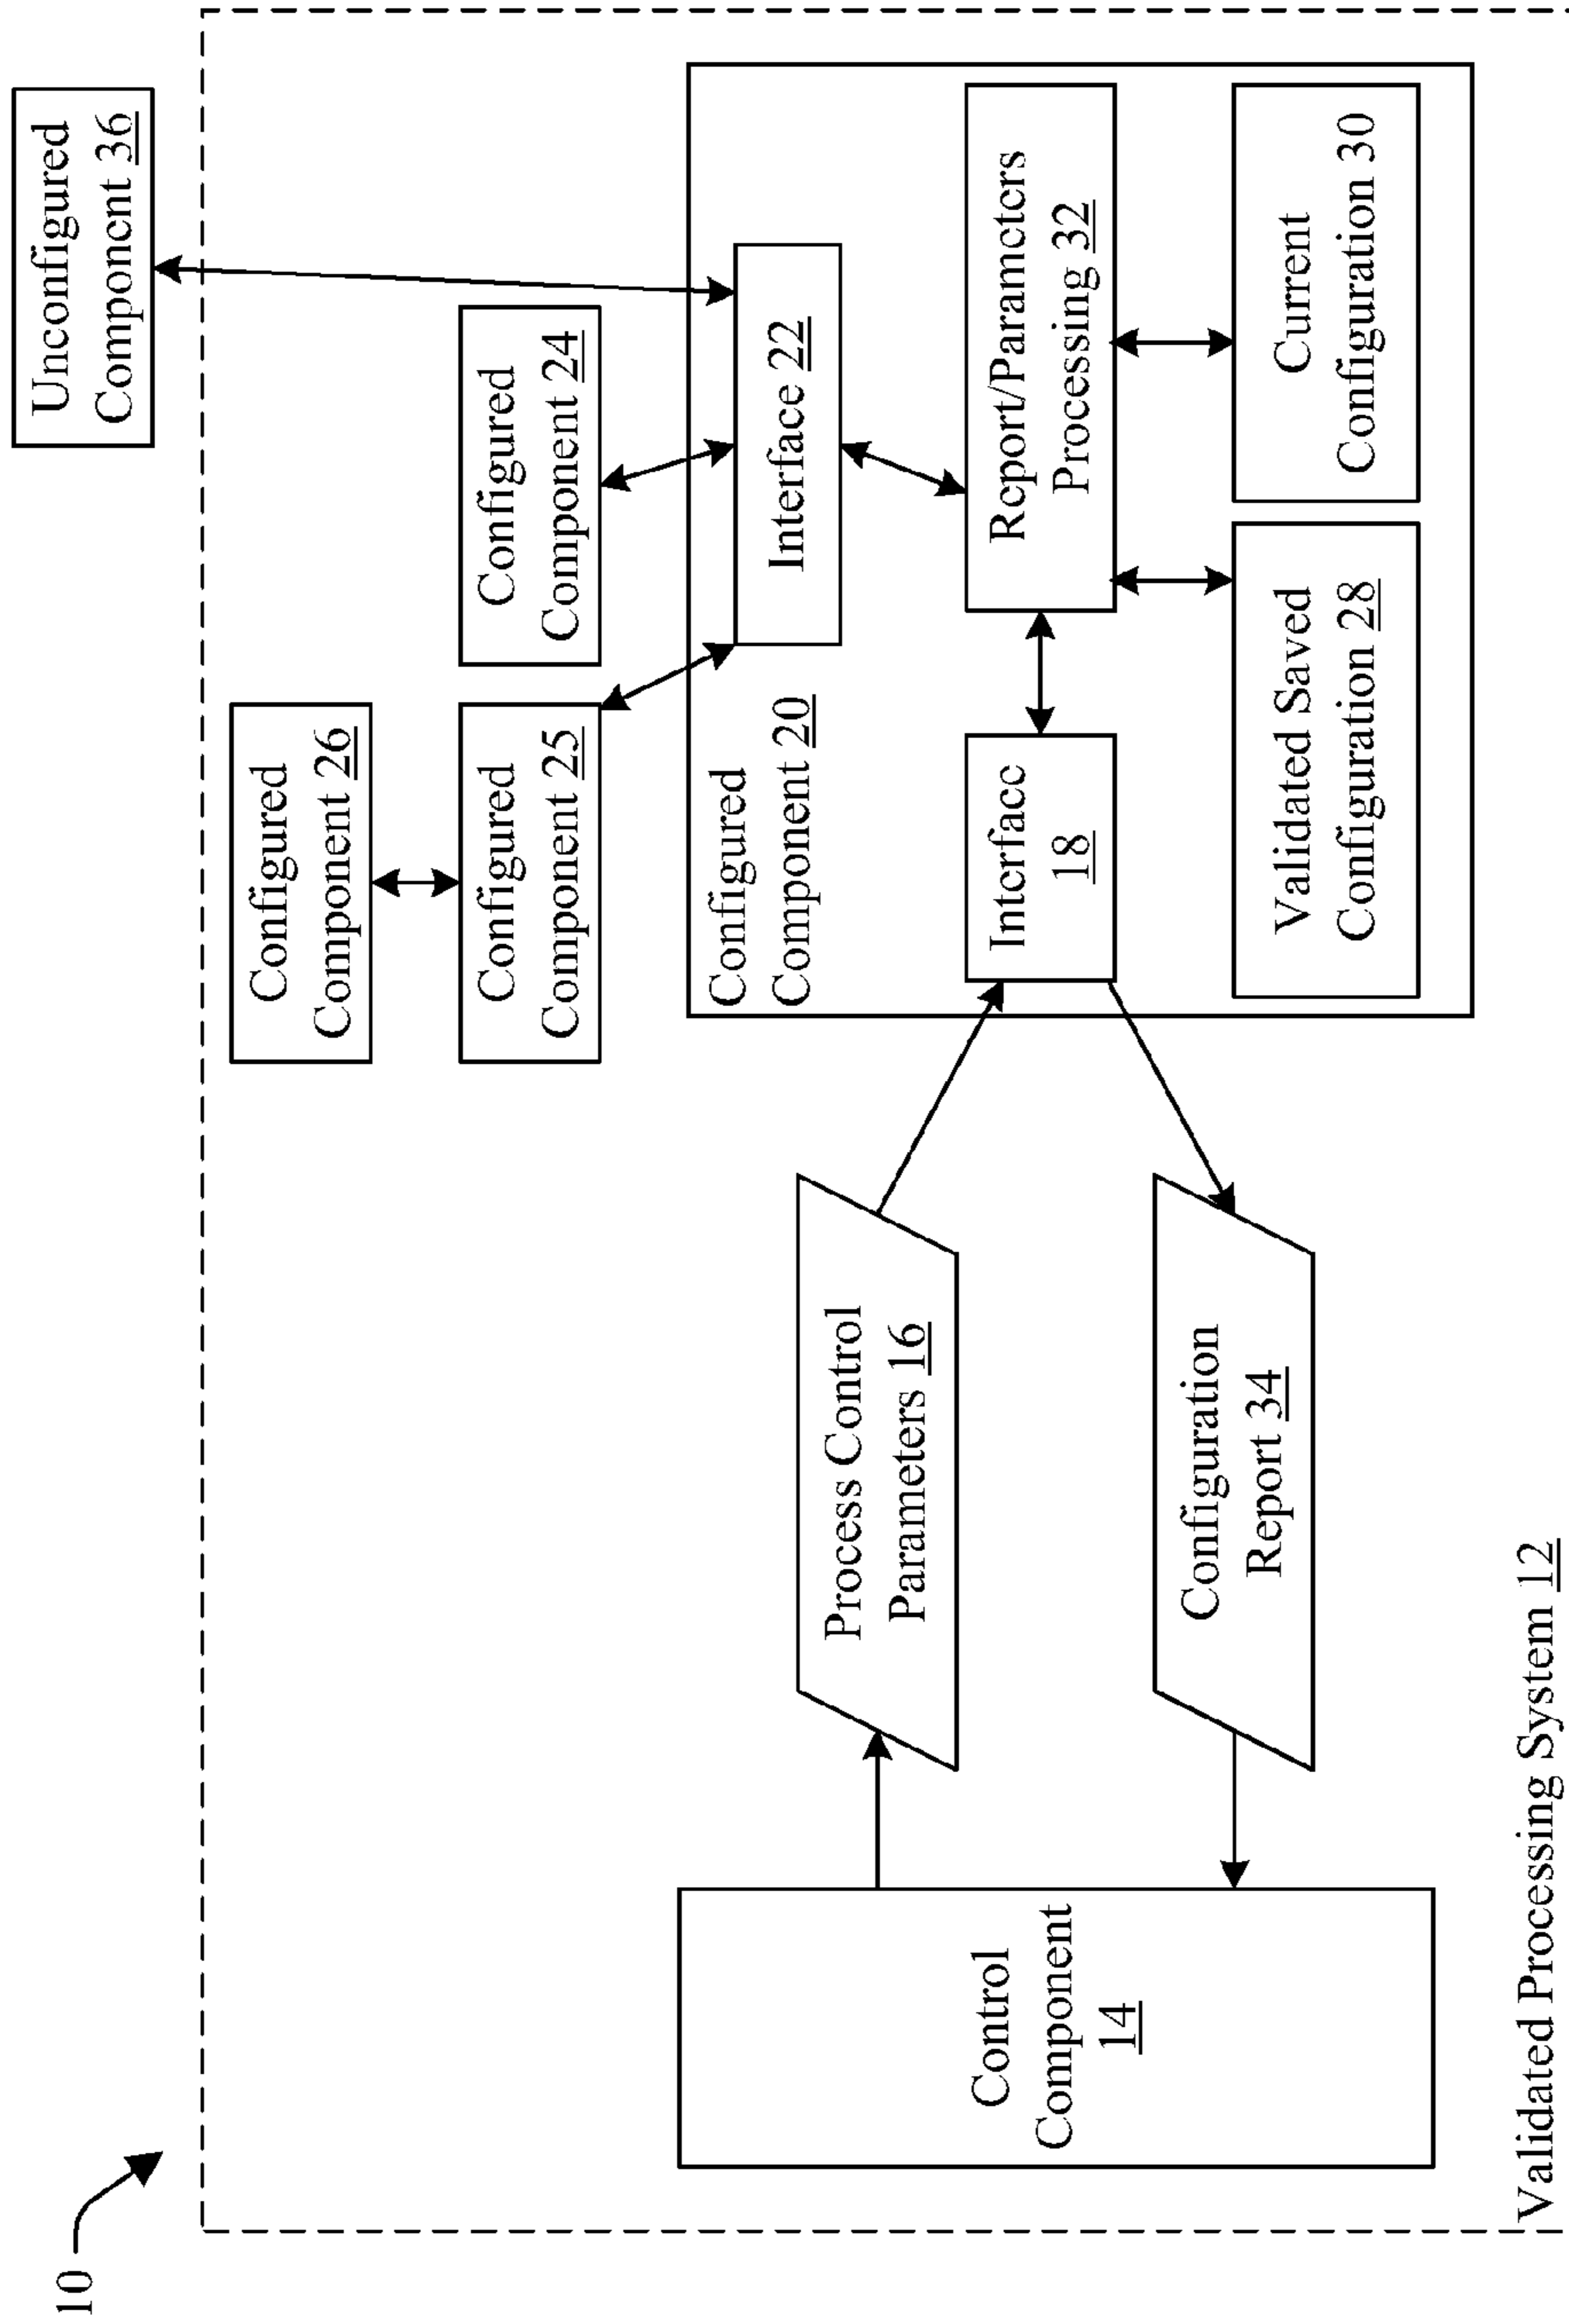 10
Unconfigured
Component 36
Configured
Component 26
Configured
Component 25
Configured
Component 24
Configured
Component 20
Interface 22
Interface
18
Report/Parameters
Processing 32
Validated Saved
Configuration 28
Current
Configuration 30
Process Control
Parameters 16
Configuration
Report 34
Control
Component
14
Validated Processing System 12